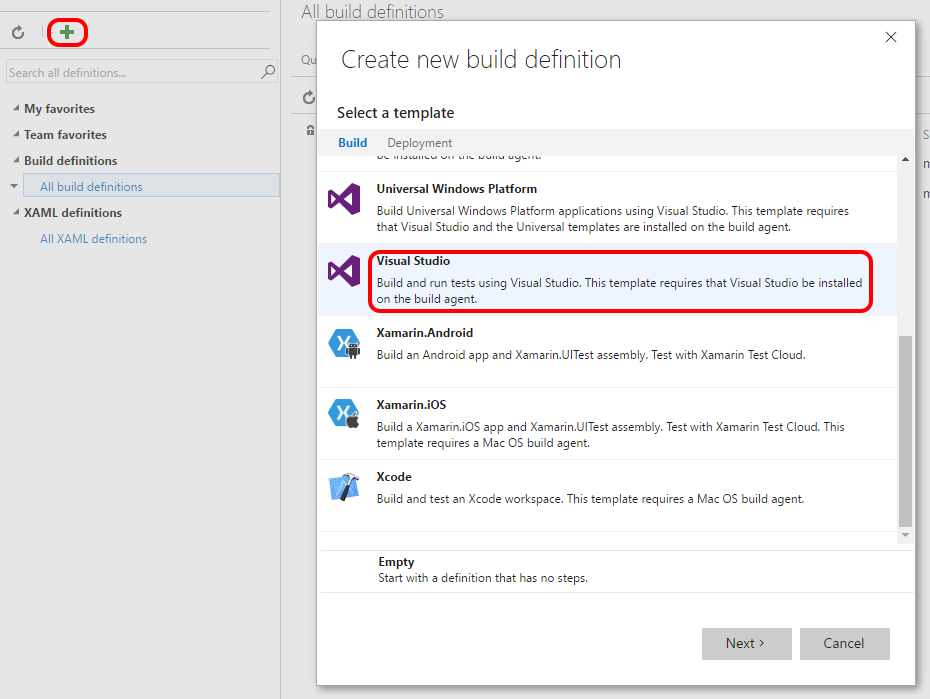 All build definitions
Qu
Search all definitions...
My favorites
Team favorites
Build definitions
All build definitions
XAML definitions
All XAML definitions
Create new build definition
Select a template
Build Deployment
be installed on the build agent.
Universal Windows Platform
Build Universal Windows Platform applications using Visual Studio. This template requires
that Visual Studio and the Universal templates are installed on the build agent.
Visual Studio
Build and run tests using Visual Studio. This template requires that Visual Studio be installed
on the build agent.
Xamarin.Android
Build an Android app and Xamarin.UITest assembly. Test with Xamarin Test Cloud.
Xamarin.iOS
Build a Xamarin.iOS app and Xamarin.UITest assembly. Test with Xamarin Test Cloud. This
template requires a Mac OS build agent.
Xcode
Build and test an Xcode workspace. This template requires a Mac OS build agent.
Empty
Start with a definition that has no steps.
Next >
Cancel